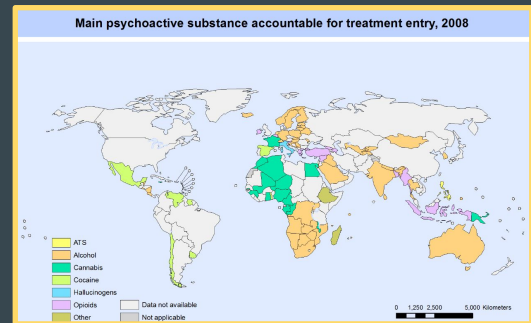 Main psychoactive substance accountable for treatment entry, 2008
ATS
Alcohol
Cannabis
Cocaine
Hallucinogens
Opioids
Other
Data not available
Not applicable
0 1,250 2,500 5,000 Kilometers